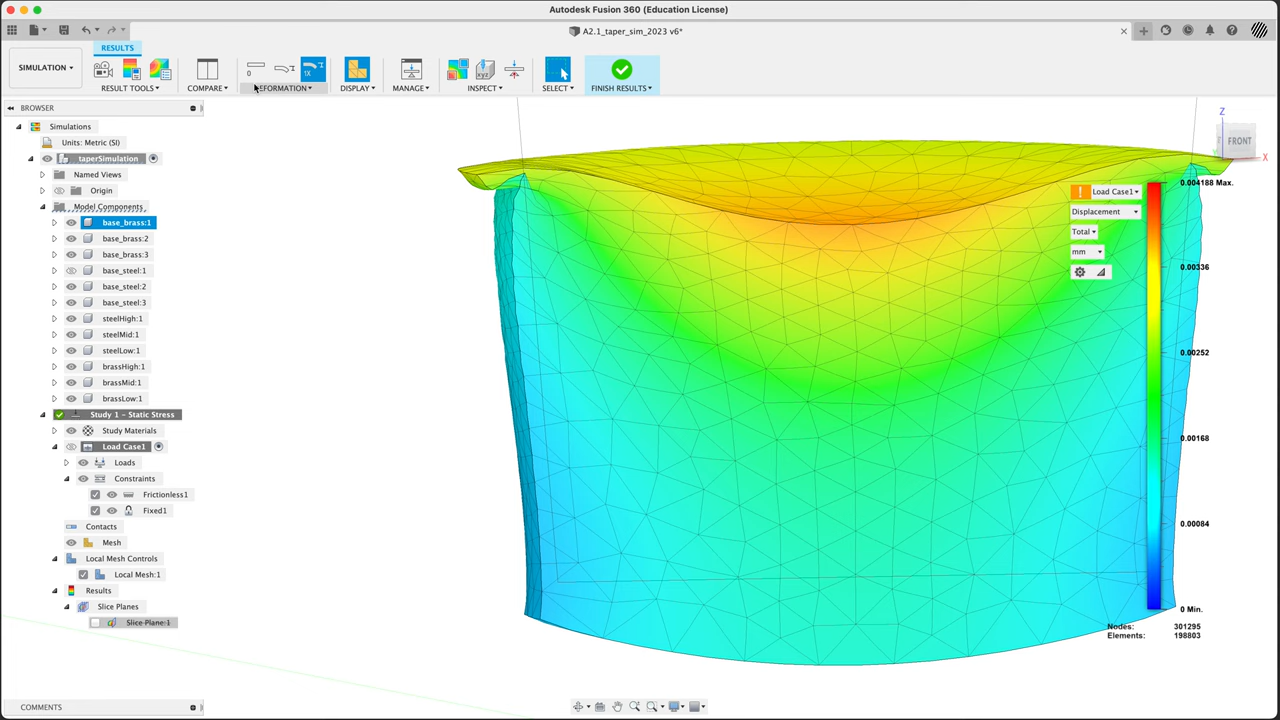 Autodesk Fusion 360 (Education License)
A2.1_taper_sim_2023 v6*
RESULTS
SIMULATION
0
1X
RESULT TOOLS
COMPARE
DEFORMATION
DISPLAY
MANAGE
INSPECT
SELECT
FINISH RESULTS
BROWSER
Simulations
Units: Metric (SI)
taperSimulation
Named Views
Origin
Model Components
base_brass:1
base_brass:2
base_brass:3
base_steel:1
base_steel:2
base_steel:3
steelHigh:1
steelMid:1
steelLow:1
brassHigh:1
brassMid:1
brassLow:1
Study 1 - Static Stress
Study Materials
Load Case1
Loads
Constraints
Frictionless1
Fixed1
Contacts
Mesh
Local Mesh Controls
Local Mesh:1
Results
Slice Planes
Slice Plane:1
COMMENTS
Z
FRONT
X
Load Case1
Displacement
Total
mm
0.004188 Max.
0.00336
0.00252
0.00168
0.00084
0 Min.
Nodes: 301295
Elements: 198803